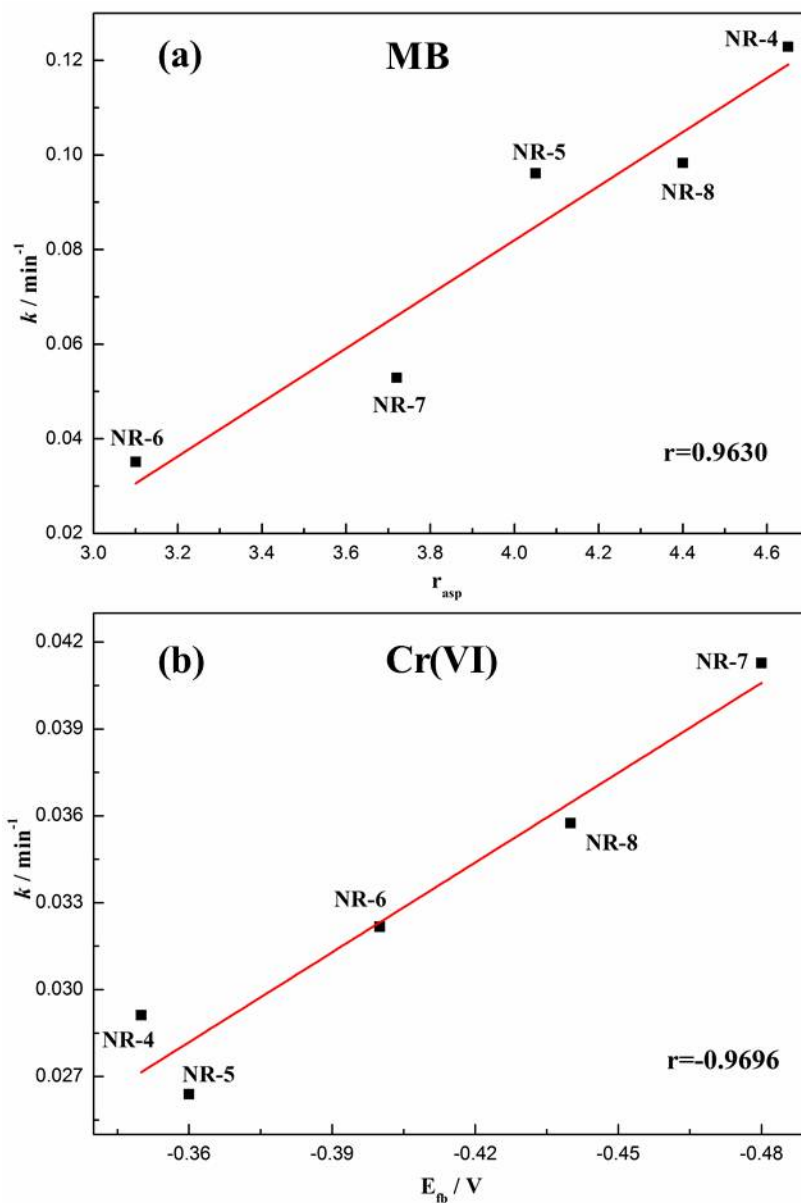 (a) MB
NR-4
0.12
NR-5
0.10
NR-8
k / min⁻¹
0.08
0.06
NR-7
NR-6
0.04
r=0.9630
0.02
3.0 3.2 3.4 3.6 3.8 4.0 4.2 4.4 4.6
r_asp
(b) Cr(VI)
0.042
NR-7
0.039
k / min⁻¹
0.036
NR-8
0.033
NR-6
0.030
NR-4
NR-5
r=-0.9696
0.027
-0.36 -0.39 -0.42 -0.45 -0.48
E_fb / V